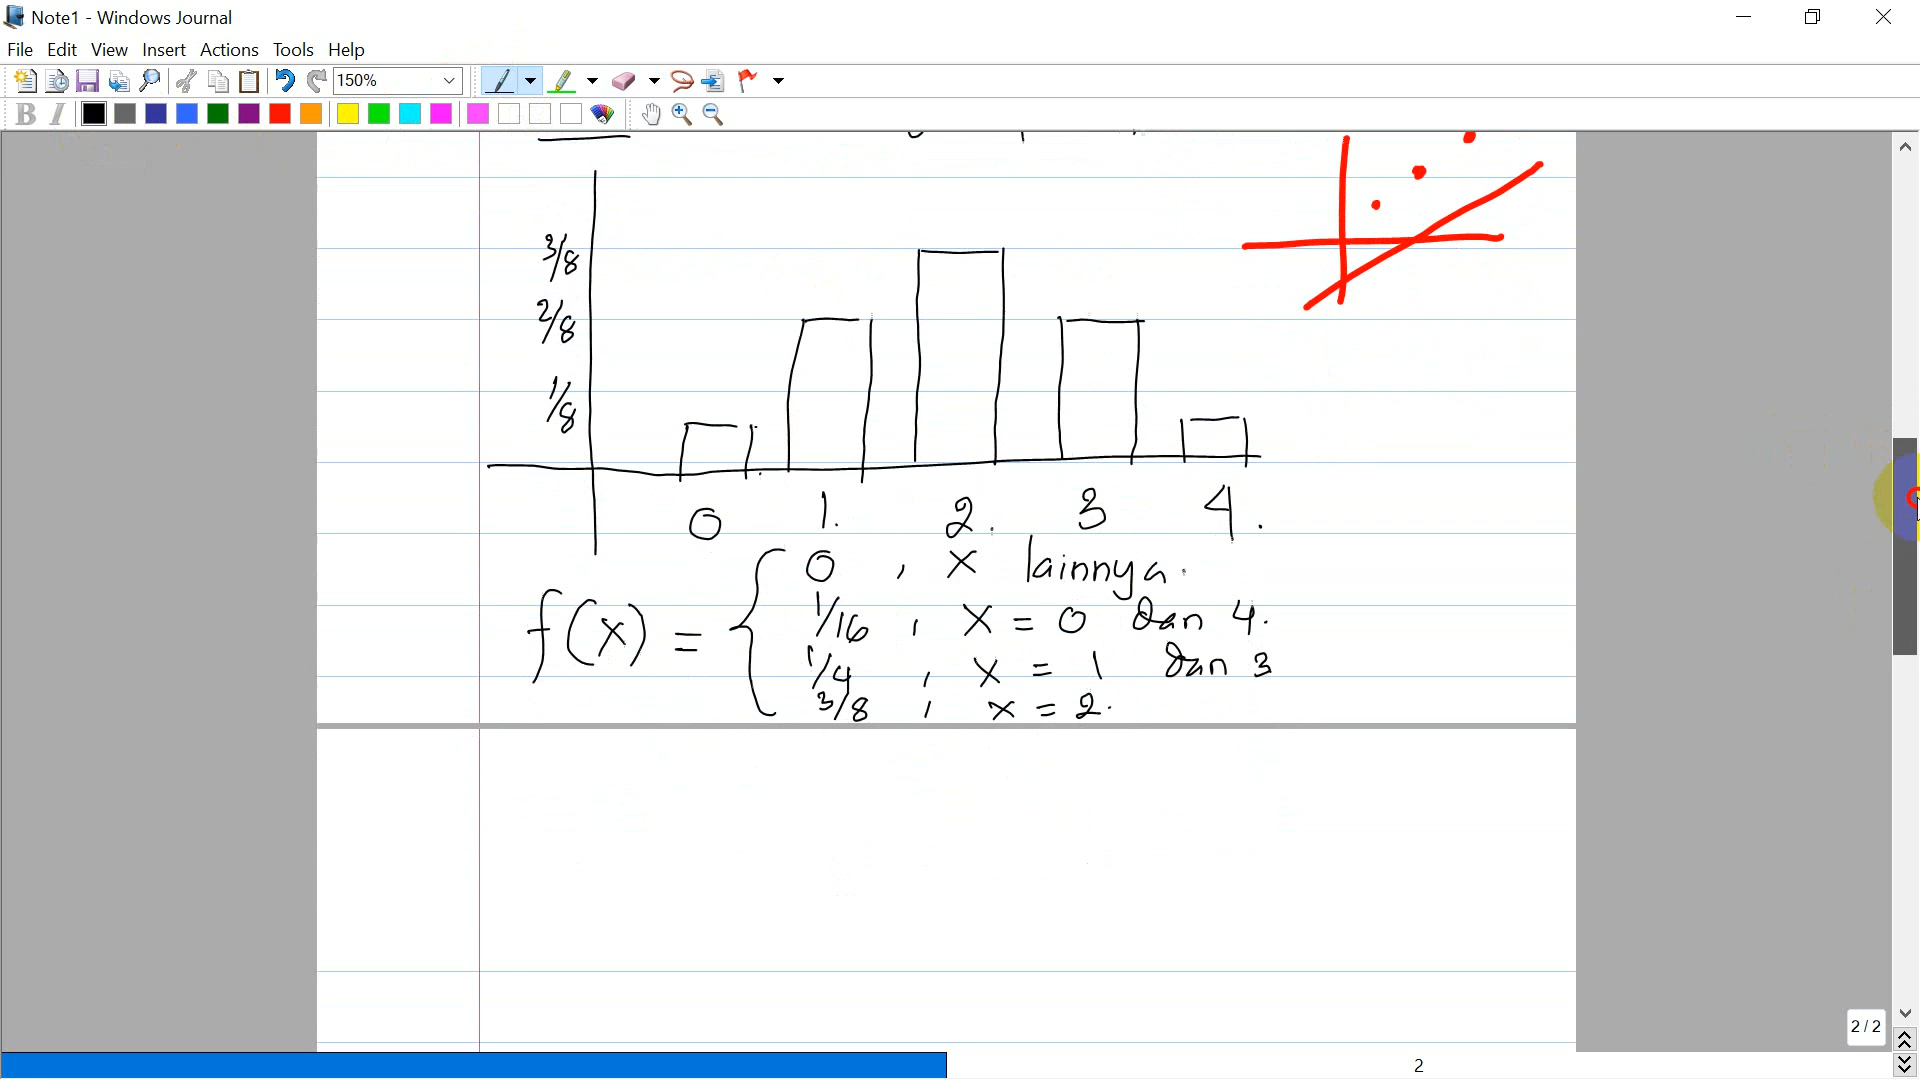 Note1 - Windows Journal
File Edit View Insert Actions Tools Help
150%
B I
3/8
2/8
1/8
0 1. 2. 3 4.
f(x) = { 0 , x lainnya.
1/16 , x = 0 dan 4.
1/4 , x = 1 dan 3
3/8 , x = 2.
2/2
2